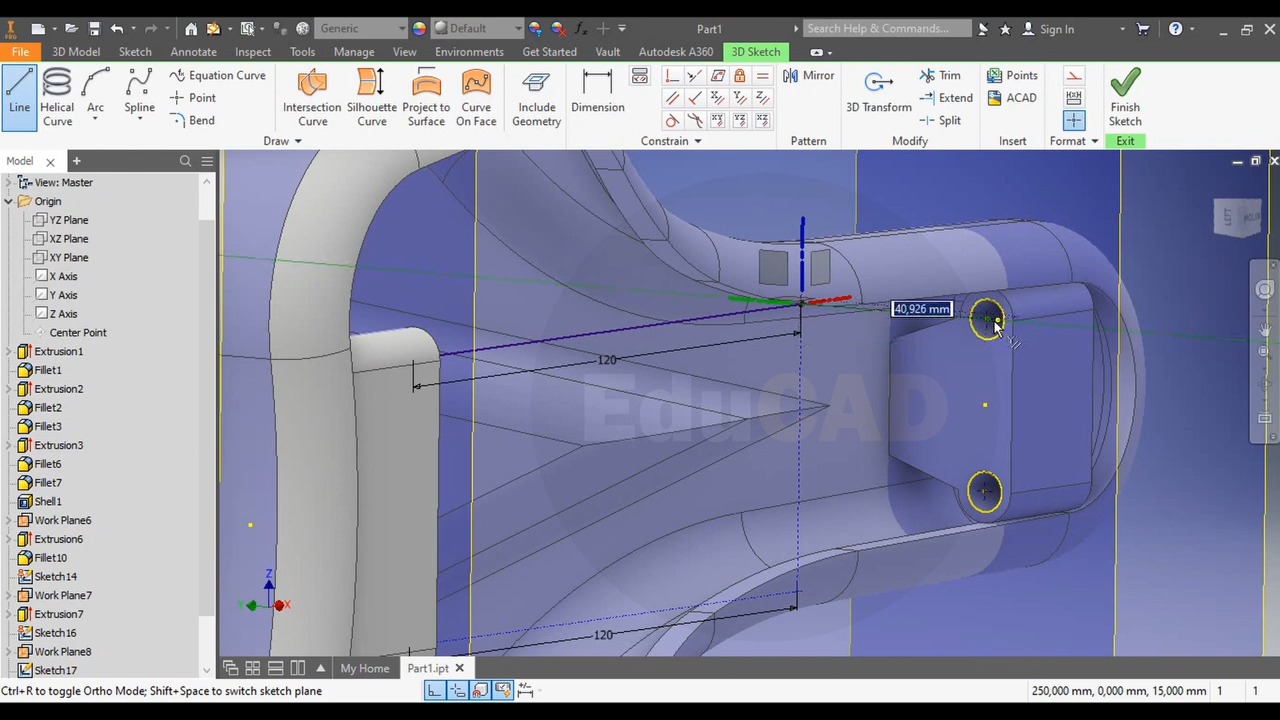 Generic
Default
Part1
Search Help & Commands...
Sign In
PRO
File
3D Model
Sketch
Annotate
Inspect
Tools
Manage
View
Environments
Get Started
Vault
Autodesk A360
3D Sketch
Line
Helical
Curve
Arc
Spline
Equation Curve
Point
Bend
Intersection
Curve
Silhouette
Curve
Project to
Surface
Curve
On Face
Include
Geometry
Dimension
Mirror
3D Transform
Trim
Extend
Split
Points
ACAD
Finish
Sketch
Draw
Constrain
Pattern
Modify
Insert
Format
Exit
Model
View: Master
Origin
YZ Plane
XZ Plane
XY Plane
X Axis
Y Axis
Z Axis
Center Point
Extrusion1
Fillet1
Extrusion2
Fillet2
Fillet3
Extrusion3
Fillet6
Fillet7
Shell1
Work Plane6
Extrusion6
Fillet10
Sketch14
Work Plane7
Extrusion7
Sketch16
Work Plane8
Sketch17
LEFT
40,926 mm
120
EduCAD
120
Z
Y
X
My Home
Part1.ipt
Ctrl+R to toggle Ortho Mode; Shift+Space to switch sketch plane
250,000 mm, 0,000 mm, 15,000 mm
1
1